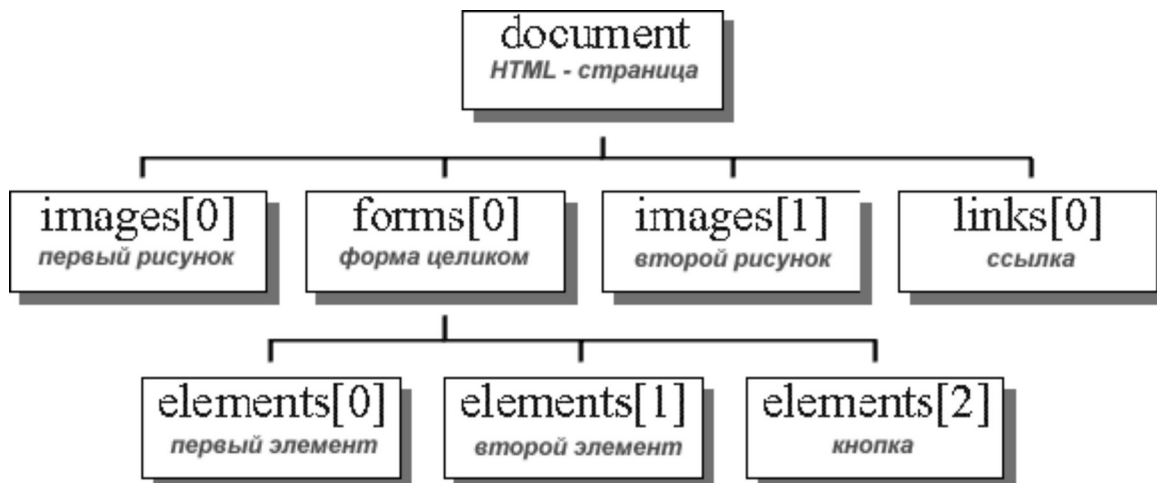 document
HTML - страница
images[0]
первый рисунок
forms[0]
форма целиком
images[1]
второй рисунок
links[0]
ссылка
elements[0]
первый элемент
elements[1]
второй элемент
elements[2]
кнопка